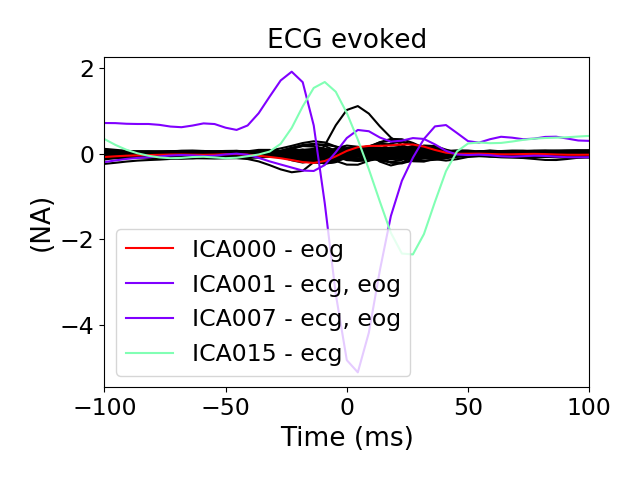 ECG evoked
2
0
−2
−4
(NA)
ICA000 - eog
ICA001 - ecg, eog
ICA007 - ecg, eog
ICA015 - ecg
−100
−50
0
50
100
Time (ms)